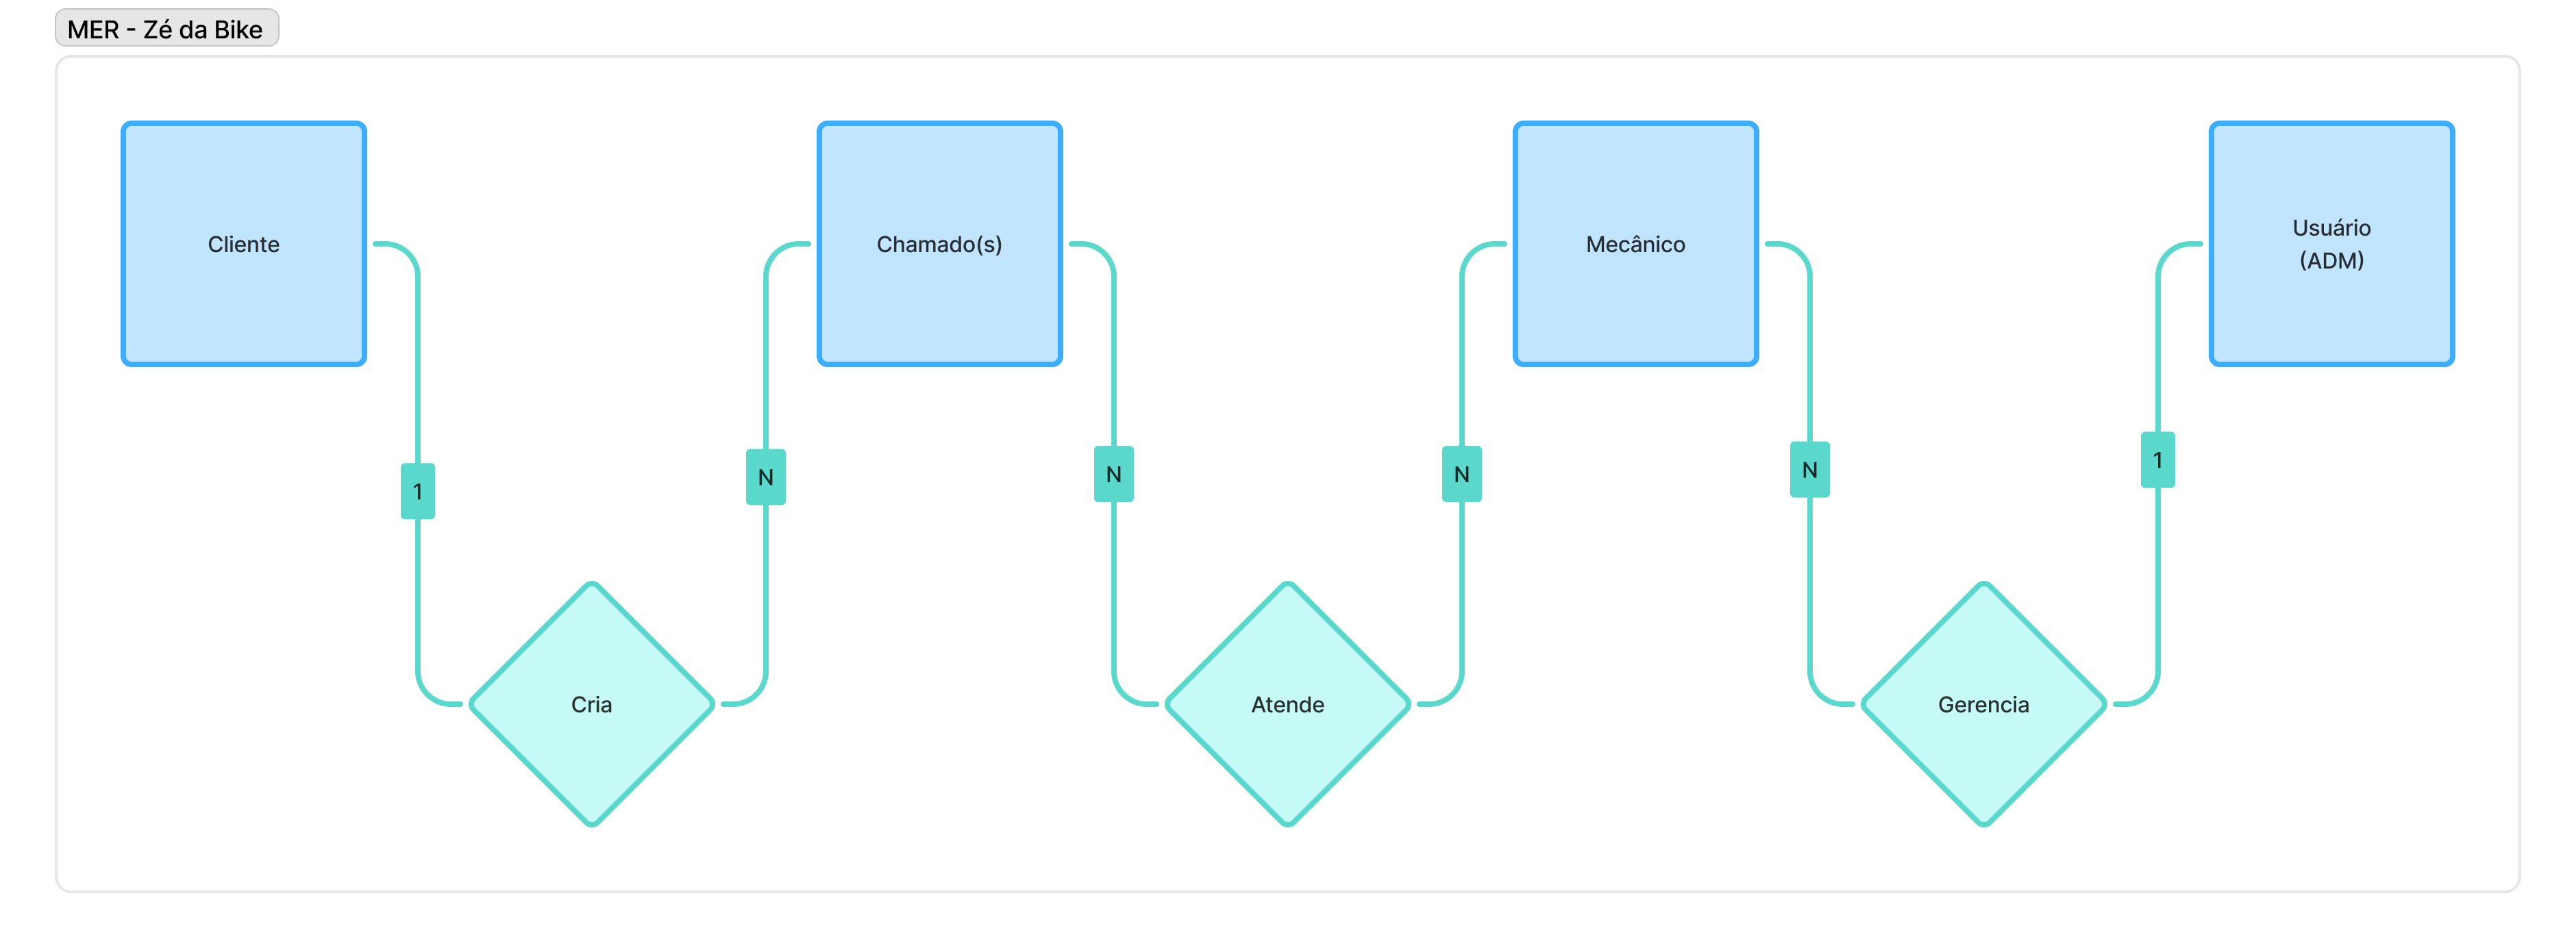 MER - Zé da Bike
Cliente
Chamado(s)
Mecânico
Usuário
(ADM)
1
N
N
N
N
1
Cria
Atende
Gerencia